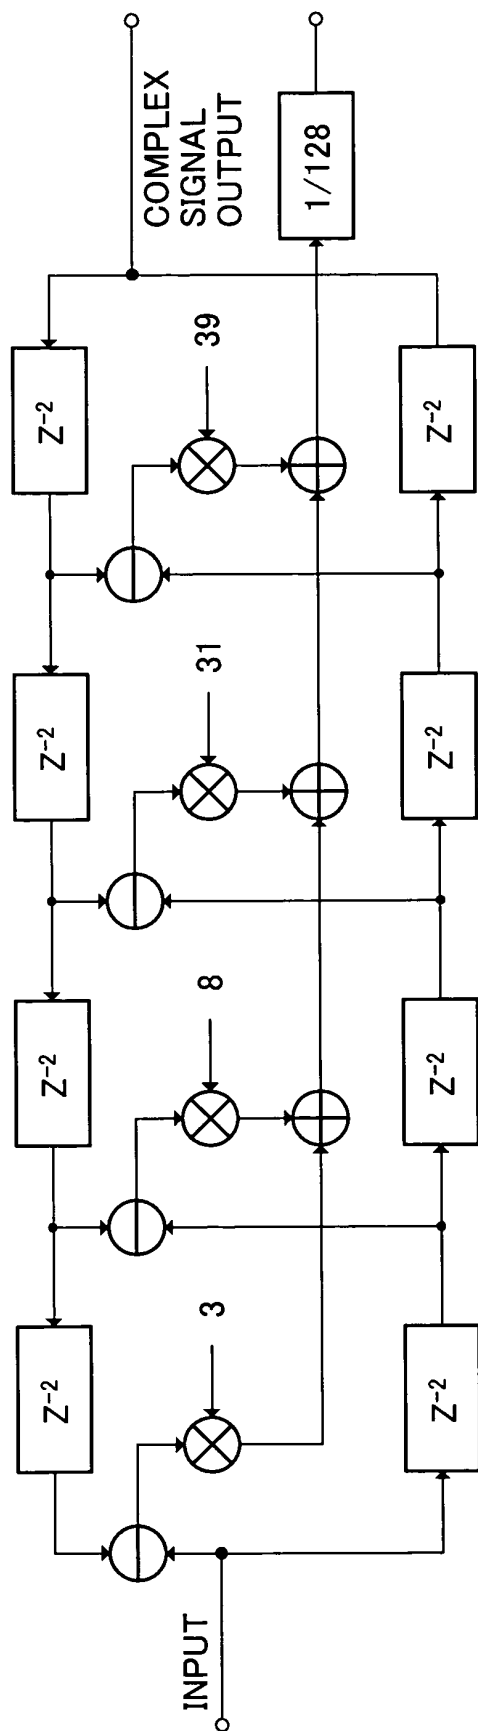 INPUT
Z⁻²
Z⁻²
Z⁻²
Z⁻²
3
8
31
39
Z⁻²
Z⁻²
Z⁻²
Z⁻²
1/128
COMPLEX
SIGNAL
OUTPUT